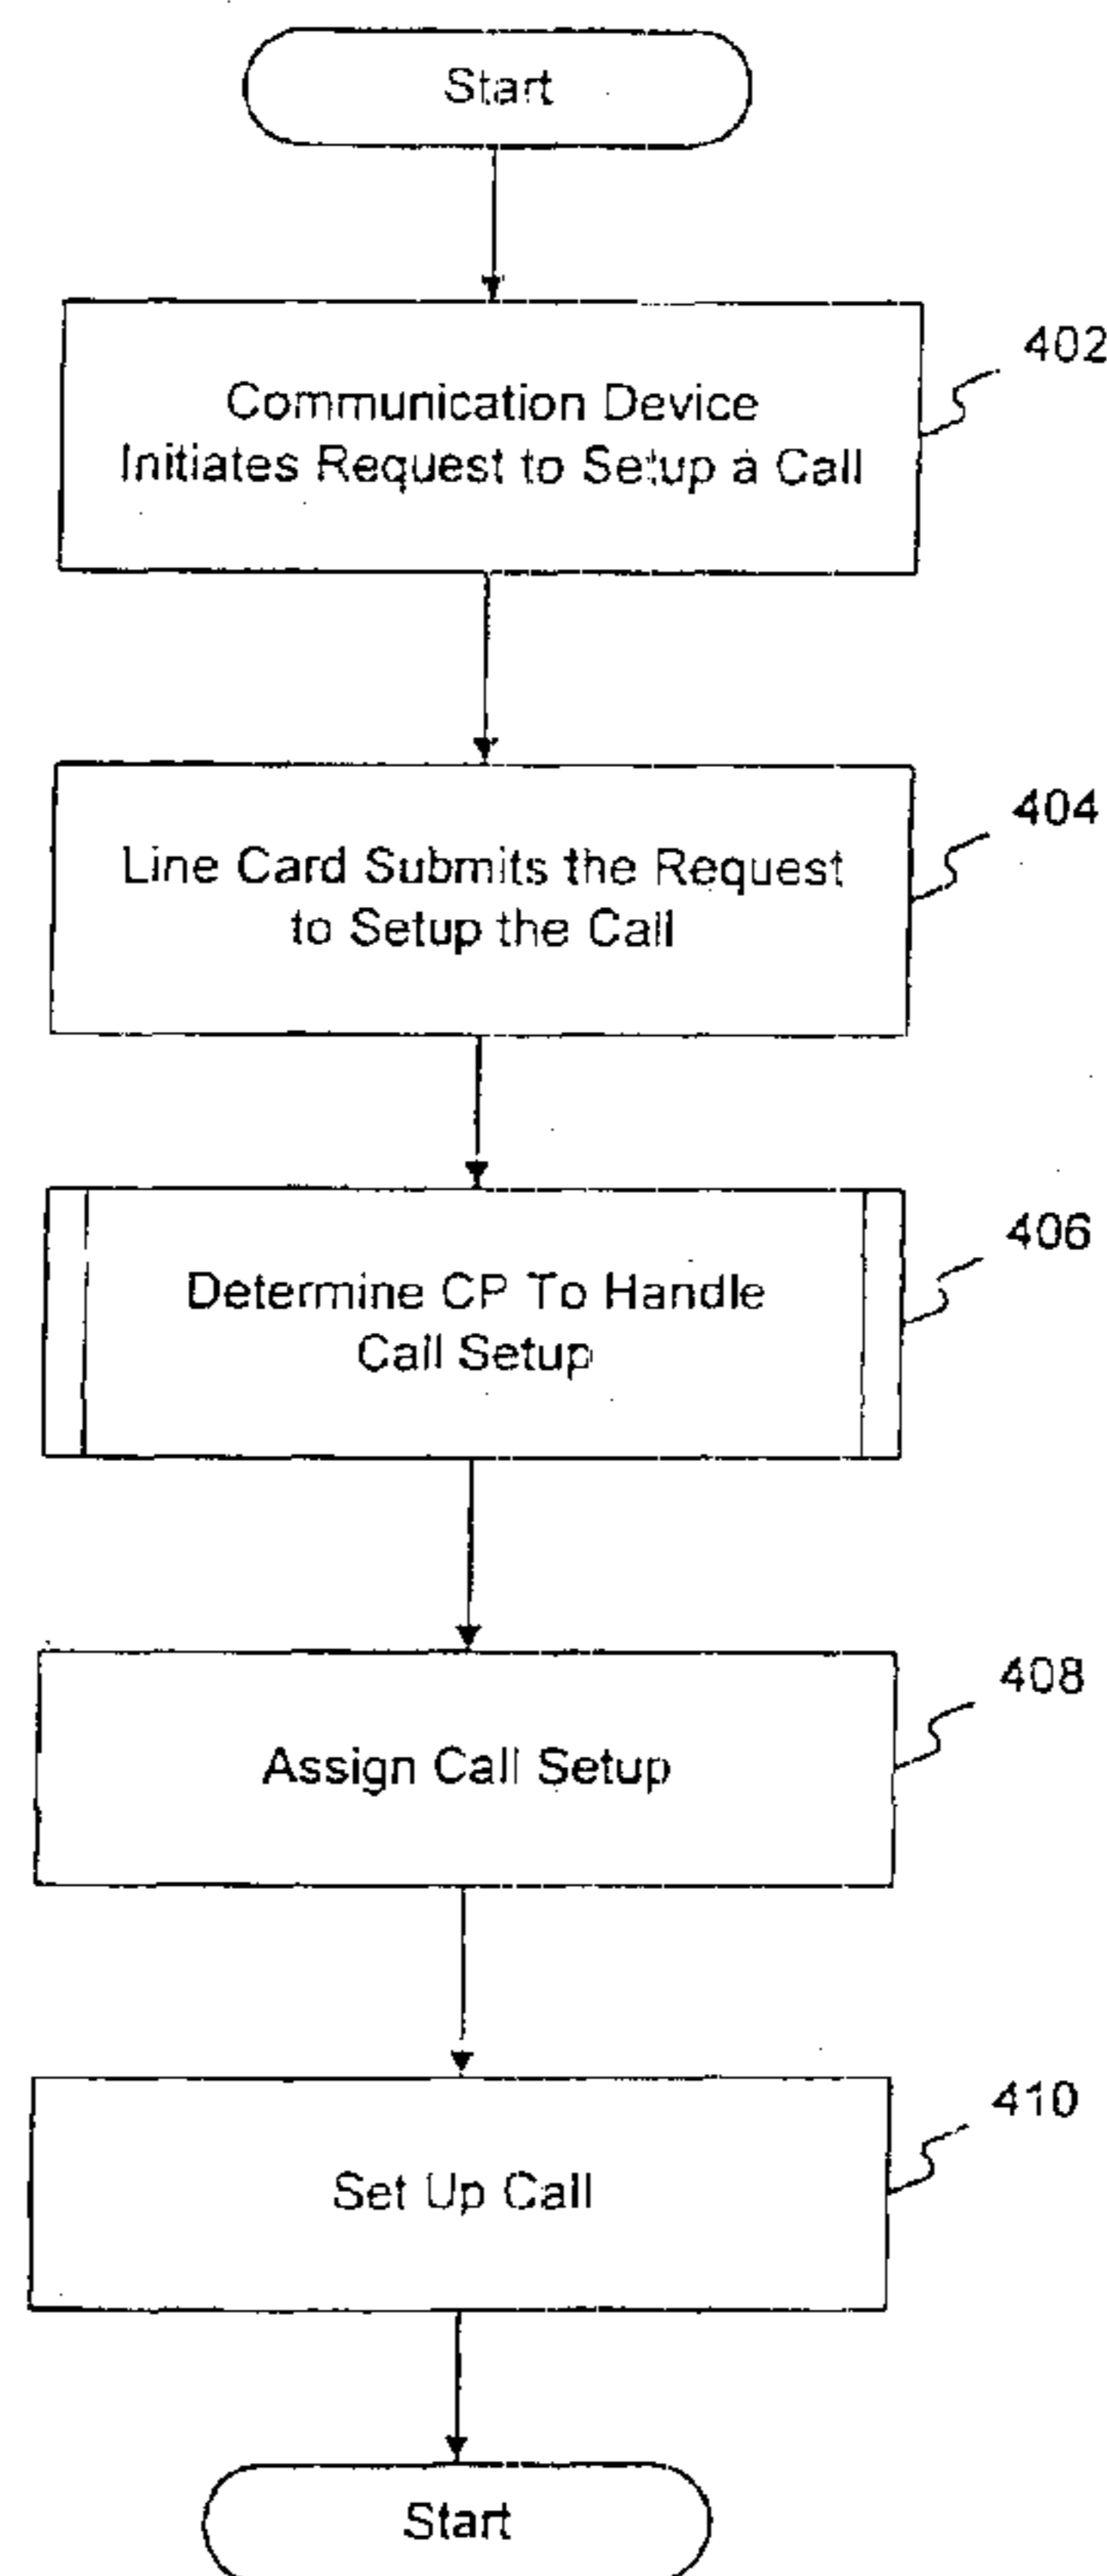 Start
402
Communication Device
Initiates Request to Setup a Call
404
Line Card Submits the Request
to Setup the Call
406
Determine CP To Handle
Call Setup
408
Assign Call Setup
410
Set Up Call
Start